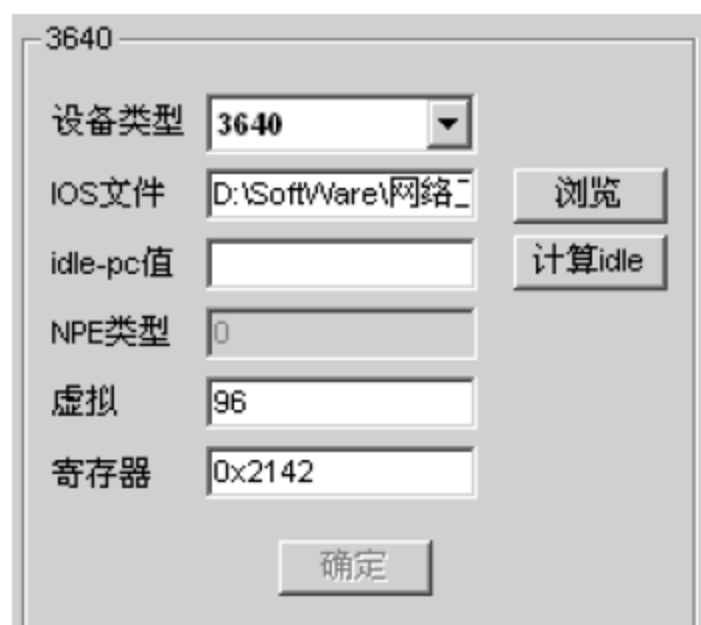 3640
设备类型 3640
IOS文件 D:\SoftWare\网络 浏览
idle-pc值 计算idle
NPE类型 0
虚拟 96
寄存器 0x2142
确定